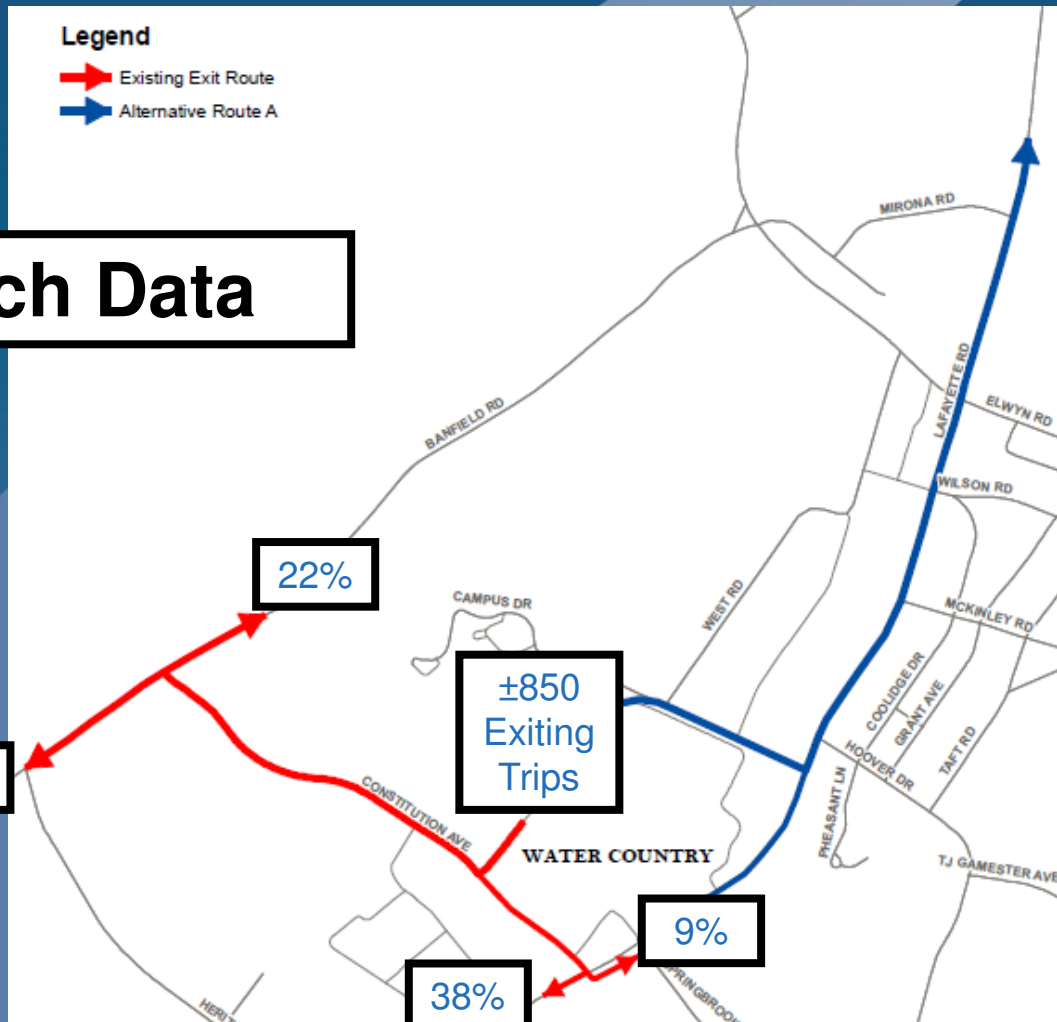 Legend
Existing Exit Route
Alternative Route A
MIRONA RD
ch Data
LAFAYETTE RD
ELWYN RD
BANFIELD RD
WILSON RD
22%
CAMPUS DR
WEST RD
MCKINLEY RD
±850
Exiting
Trips
COOLIDGE DR
GRANT AVE
TAFT RD
HOOVER DR
CONSTITUTION AVE
PHEASANT LN
WATER COUNTRY
TJ GAMESTER AVE
9%
38%